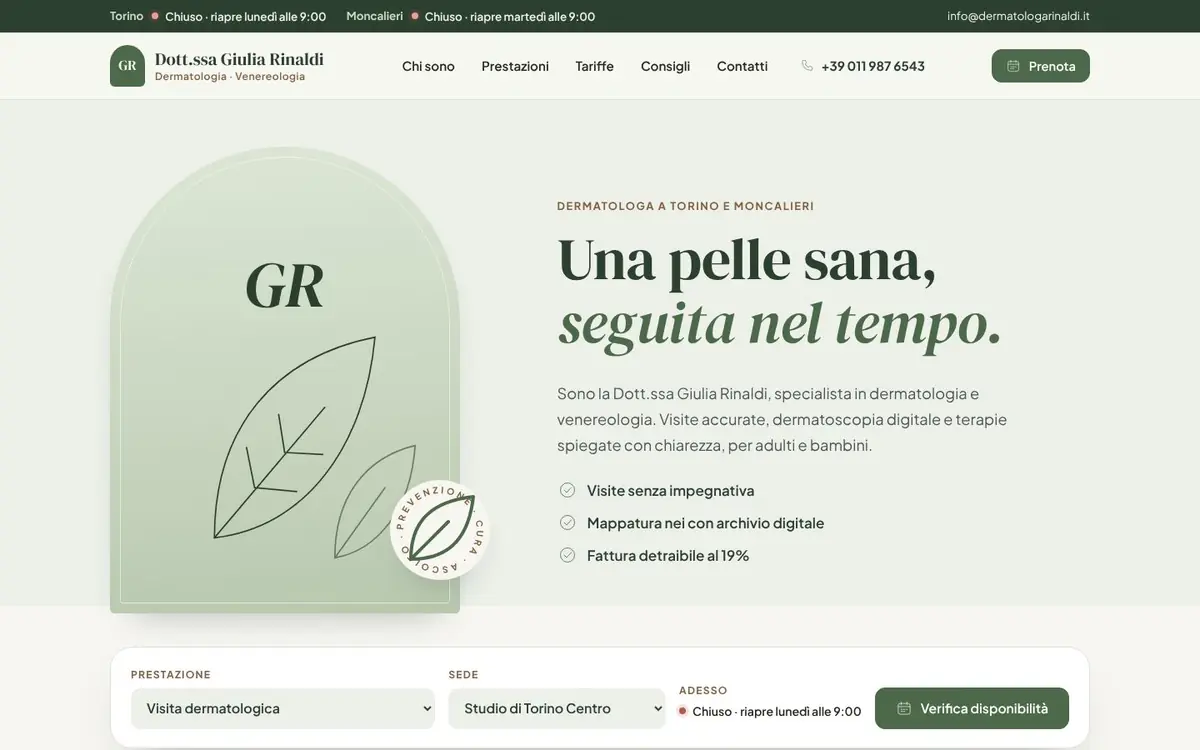 Torino Chiuso · riapre lunedì alle 9:00 Moncalieri Chiuso · riapre martedì alle 9:00 info@dermatologarinaldi.it
GR Dott.ssa Giulia Rinaldi
Dermatologia · Venereologia
Chi sono Prestazioni Tariffe Consigli Contatti +39 011 987 6543 Prenota
GR
PREVENZIONE · CURA · ASCOLTO ·
DERMATOLOGA A TORINO E MONCALIERI
Una pelle sana,
seguita nel tempo.
Sono la Dott.ssa Giulia Rinaldi, specialista in dermatologia e
venereologia. Visite accurate, dermatoscopia digitale e terapie
spiegate con chiarezza, per adulti e bambini.
Visite senza impegnativa
Mappatura nei con archivio digitale
Fattura detraibile al 19%
PRESTAZIONE
Visita dermatologica
SEDE
Studio di Torino Centro
ADESSO
Chiuso · riapre lunedì alle 9:00
Verifica disponibilità